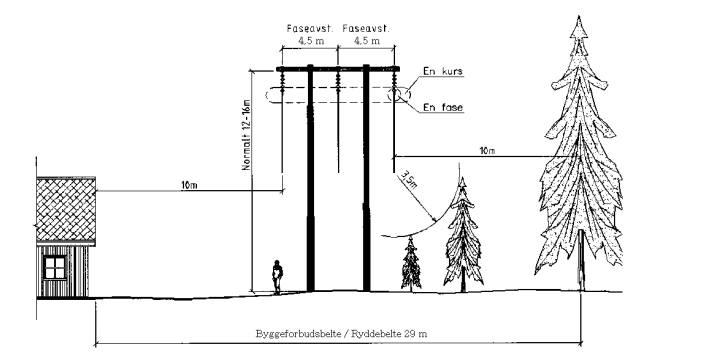 Faseavst. Faseavst.
4,5 m 4,5 m
En kurs
En fase
Normalt 12-16m
10m
10m
3,5m
Byggeforbudsbelte / Ryddebelte 29 m